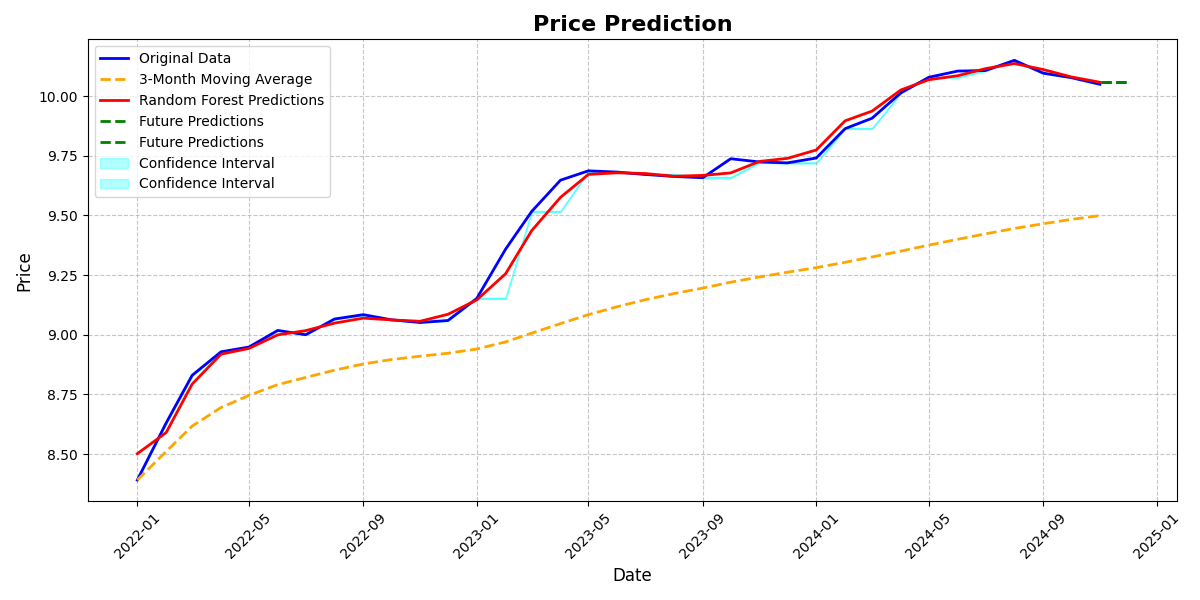 Price Prediction
Original Data
3-Month Moving Average
Random Forest Predictions
Future Predictions
Future Predictions
Confidence Interval
Confidence Interval
Price
10.00
9.75
9.50
9.25
9.00
8.75
8.50
2022-01
2022-05
2022-09
2023-01
2023-05
2023-09
2024-01
2024-05
2024-09
2025-01
Date